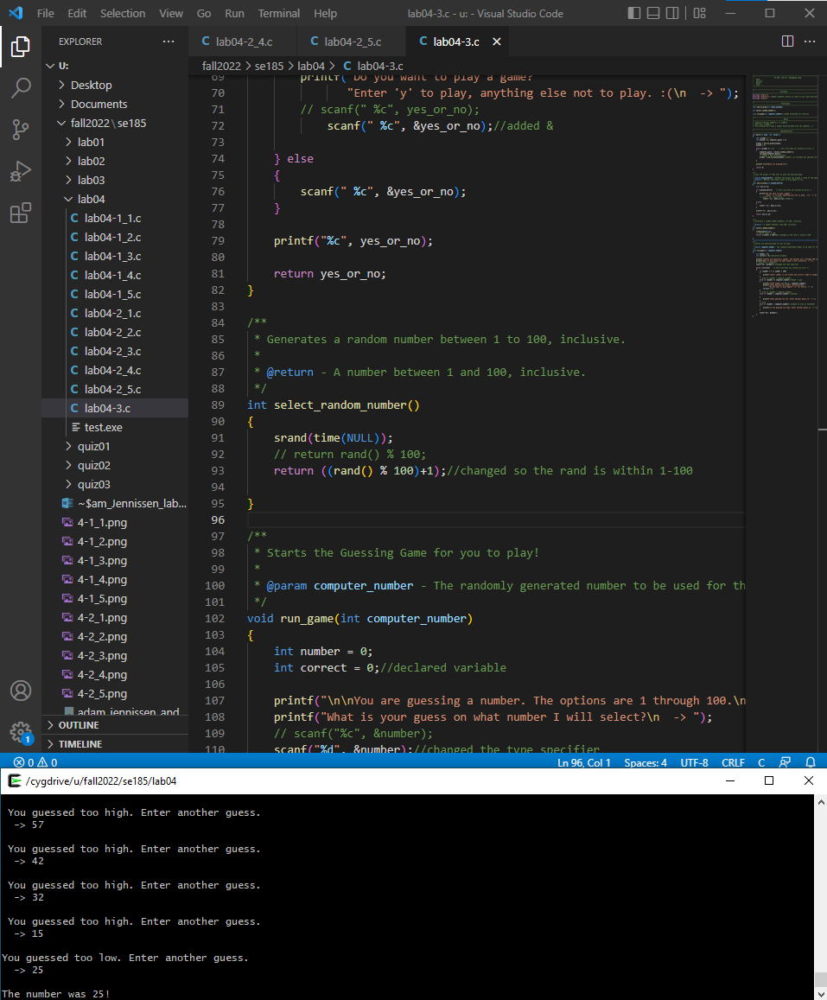 File Edit Selection View Go Run Terminal Help lab04-3.c - u: - Visual Studio Code
EXPLORER ...
U:
Desktop
Documents
fall2022 \ se185
lab01
lab02
lab03
lab04
C lab04-1_1.c
C lab04-1_2.c
C lab04-1_3.c
C lab04-1_4.c
C lab04-1_5.c
C lab04-2_1.c
C lab04-2_2.c
C lab04-2_3.c
C lab04-2_4.c
C lab04-2_5.c
C lab04-3.c
test.exe
quiz01
quiz02
quiz03
~$am_Jennissen_lab...
4-1_1.png
4-1_2.png
4-1_3.png
4-1_4.png
4-1_5.png
4-2_1.png
4-2_2.png
4-2_3.png
4-2_4.png
4-2_5.png
adam_jennissen_and
OUTLINE
TIMELINE
1
C lab04-2_4.c C lab04-2_5.c C lab04-3.c
fall2022 > se185 > lab04 > C lab04-3.c
69 printf("Do you want to play a game?
70 "Enter 'y' to play, anything else not to play. :(\n -> ");
71 // scanf(" %c", yes_or_no);
72 scanf(" %c", &yes_or_no);//added &
73
74 } else
75 {
76 scanf(" %c", &yes_or_no);
77 }
78
79 printf("%c", yes_or_no);
80
81 return yes_or_no;
82 }
83
84 /**
85 * Generates a random number between 1 to 100, inclusive.
86 *
87 * @return - A number between 1 and 100, inclusive.
88 */
89 int select_random_number()
90 {
91 srand(time(NULL));
92 // return rand() % 100;
93 return ((rand() % 100)+1);//changed so the rand is within 1-100
94
95 }
96
97 /**
98 * Starts the Guessing Game for you to play!
99 *
100 * @param computer_number - The randomly generated number to be used for th
101 */
102 void run_game(int computer_number)
103 {
104 int number = 0;
105 int correct = 0;//declared variable
106
107 printf("\n\nYou are guessing a number. The options are 1 through 100.\n
108 printf("What is your guess on what number I will select?\n -> ");
109 // scanf("%c", &number);
110 scanf("%d", &number);//changed the type specifier
0 0 Ln 96, Col 1 Spaces: 4 UTF-8 CRLF C
/cygdrive/u/fall2022/se185/lab04
You guessed too high. Enter another guess.
-> 57
You guessed too high. Enter another guess.
-> 42
You guessed too high. Enter another guess.
-> 32
You guessed too high. Enter another guess.
-> 15
You guessed too low. Enter another guess.
-> 25
The number was 25!